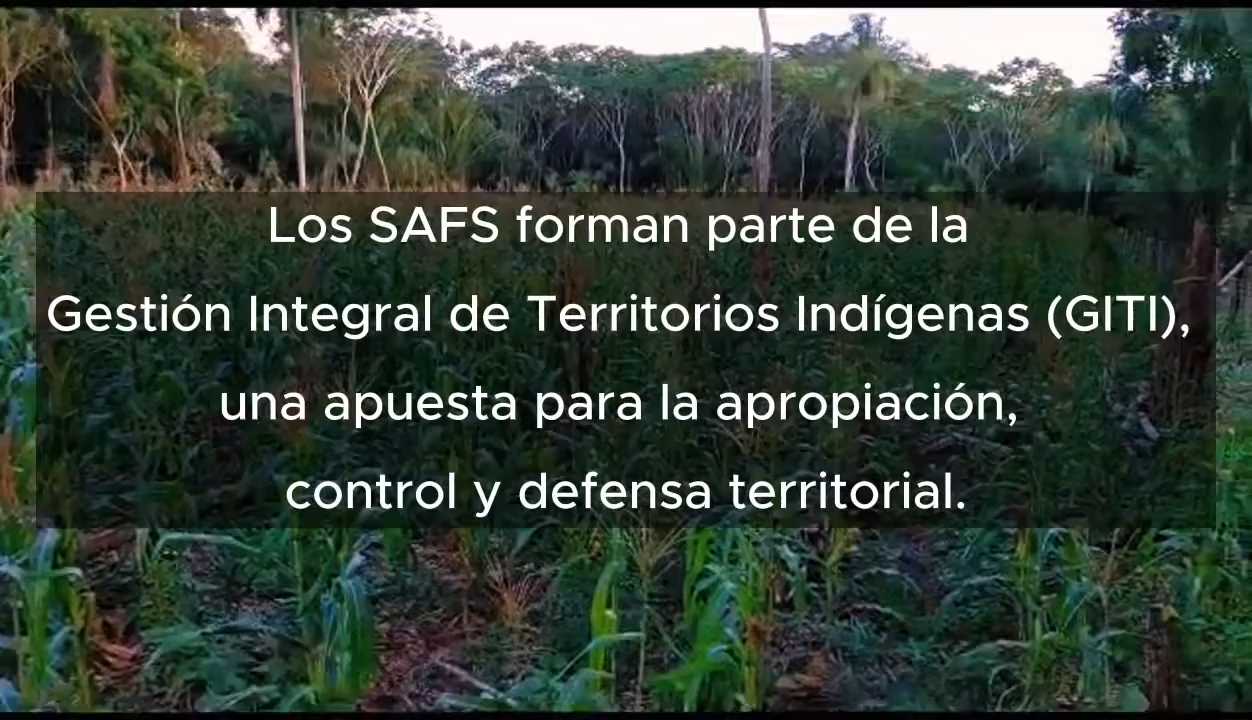 Los SAFS forman parte de la
Gestión Integral de Territorios Indígenas (GITI),
una apuesta para la apropiación,
control y defensa territorial.